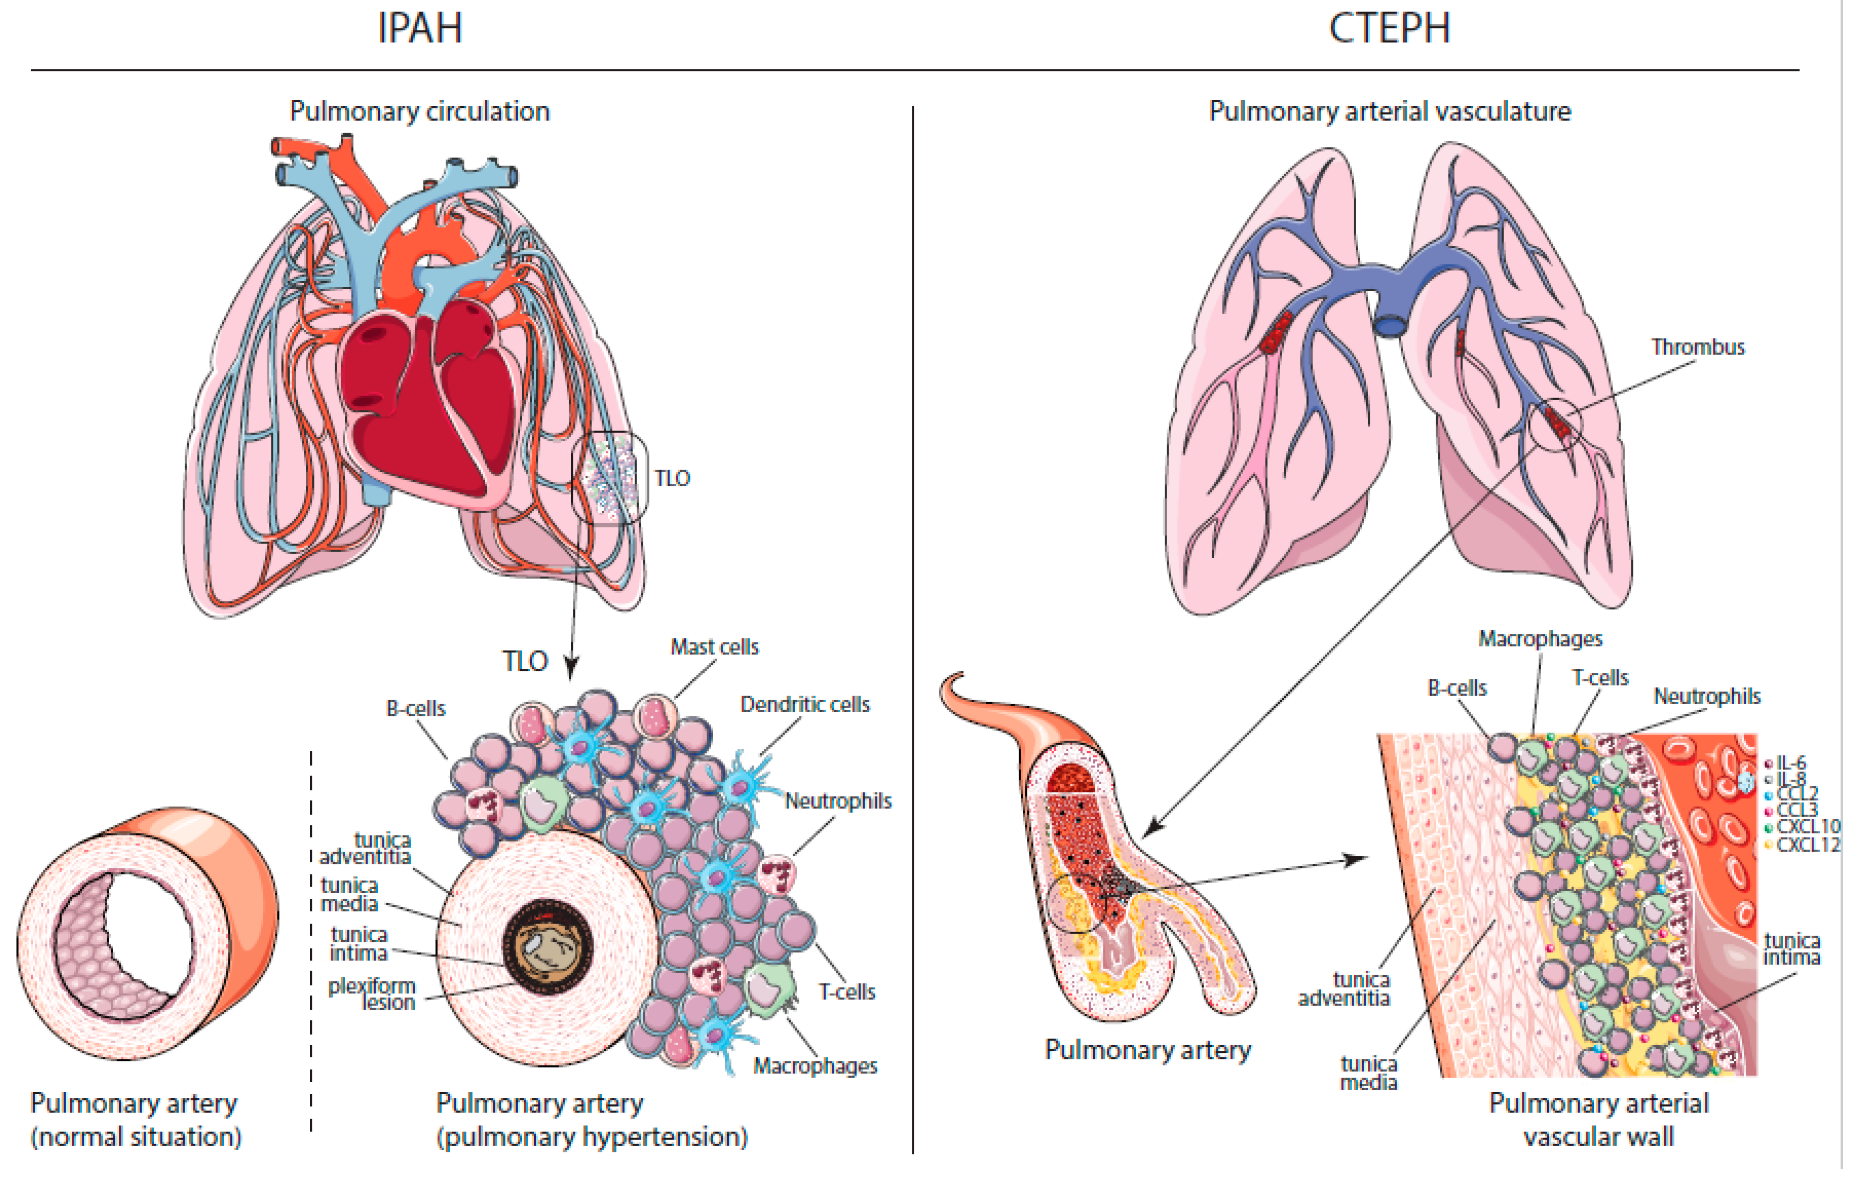 IPAH
CTEPH
Pulmonary circulation
TLO
TLO
Mast cells
B-cells
Dendritic cells
Neutrophils
tunica
adventitia
tunica
media
tunica
intima
plexiform
lesion
T-cells
Macrophages
Pulmonary artery
(normal situation)
Pulmonary artery
(pulmonary hypertension)
Pulmonary arterial vasculature
Thrombus
Macrophages
B-cells
T-cells
Neutrophils
IL-6
IL-8
CCL2
CCL3
CXCL10
CXCL12
tunica
intima
tunica
adventitia
tunica
media
Pulmonary artery
Pulmonary arterial
vascular wall